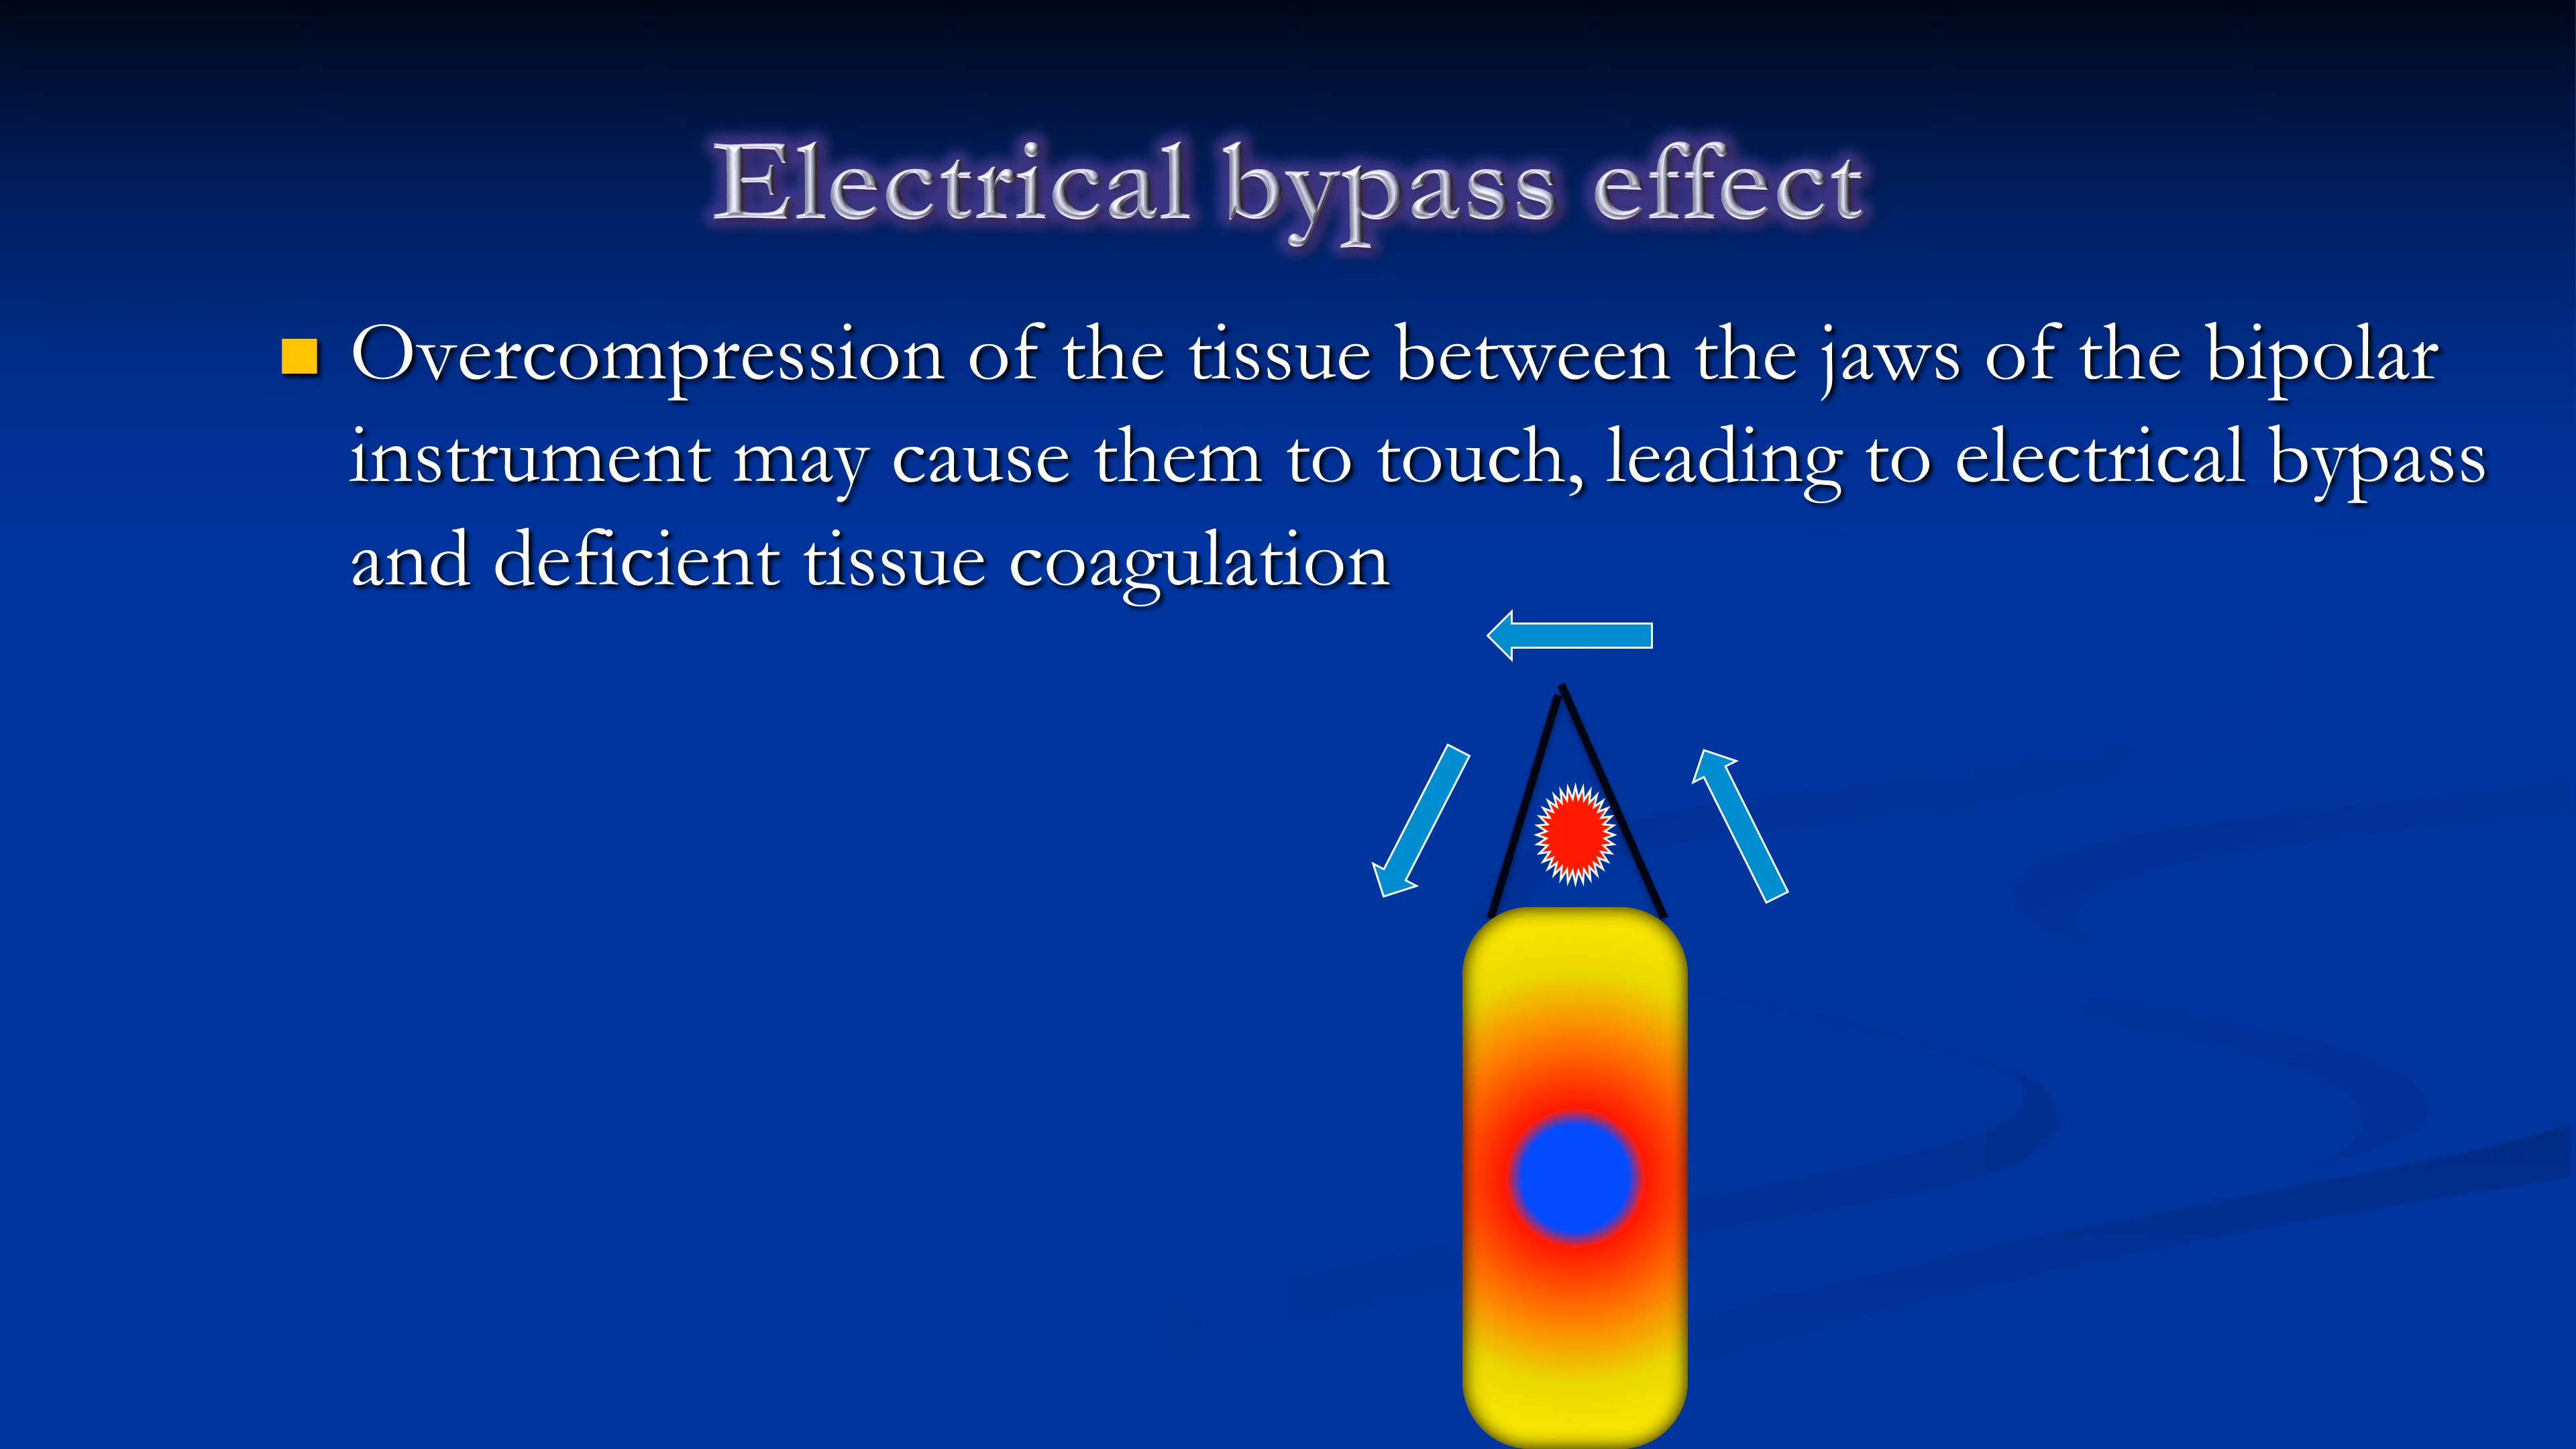 Electrical bypass effect
Overcompression of the tissue between the jaws of the bipolar
instrument may cause them to touch, leading to electrical bypass
and deficient tissue coagulation